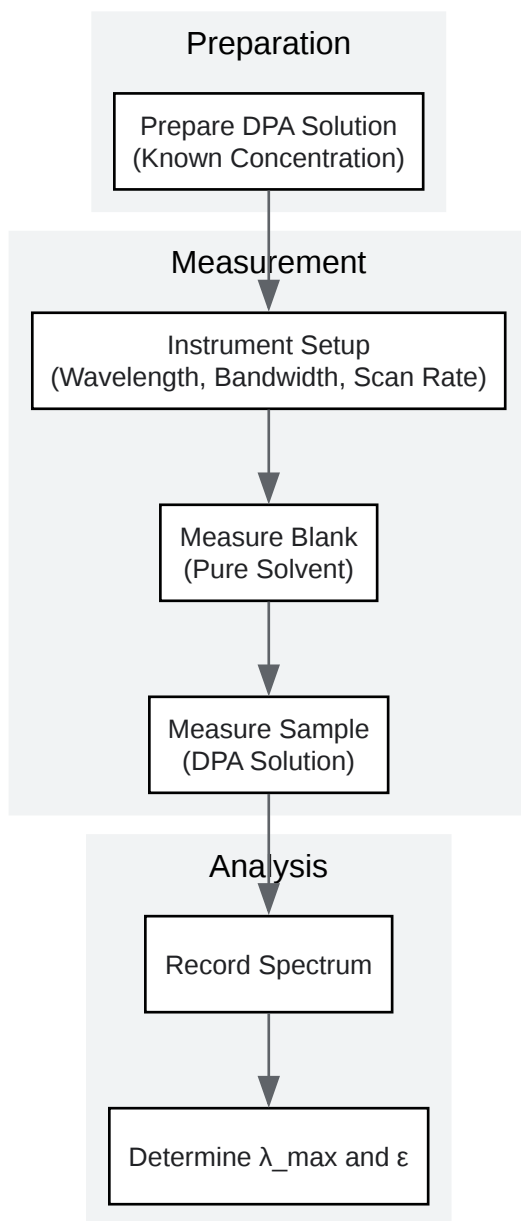 Preparation
Prepare DPA Solution
(Known Concentration)
Measurement
Instrument Setup
(Wavelength, Bandwidth, Scan Rate)
Measure Blank
(Pure Solvent)
Measure Sample
(DPA Solution)
Analysis
Record Spectrum
Determine λ_max and ε